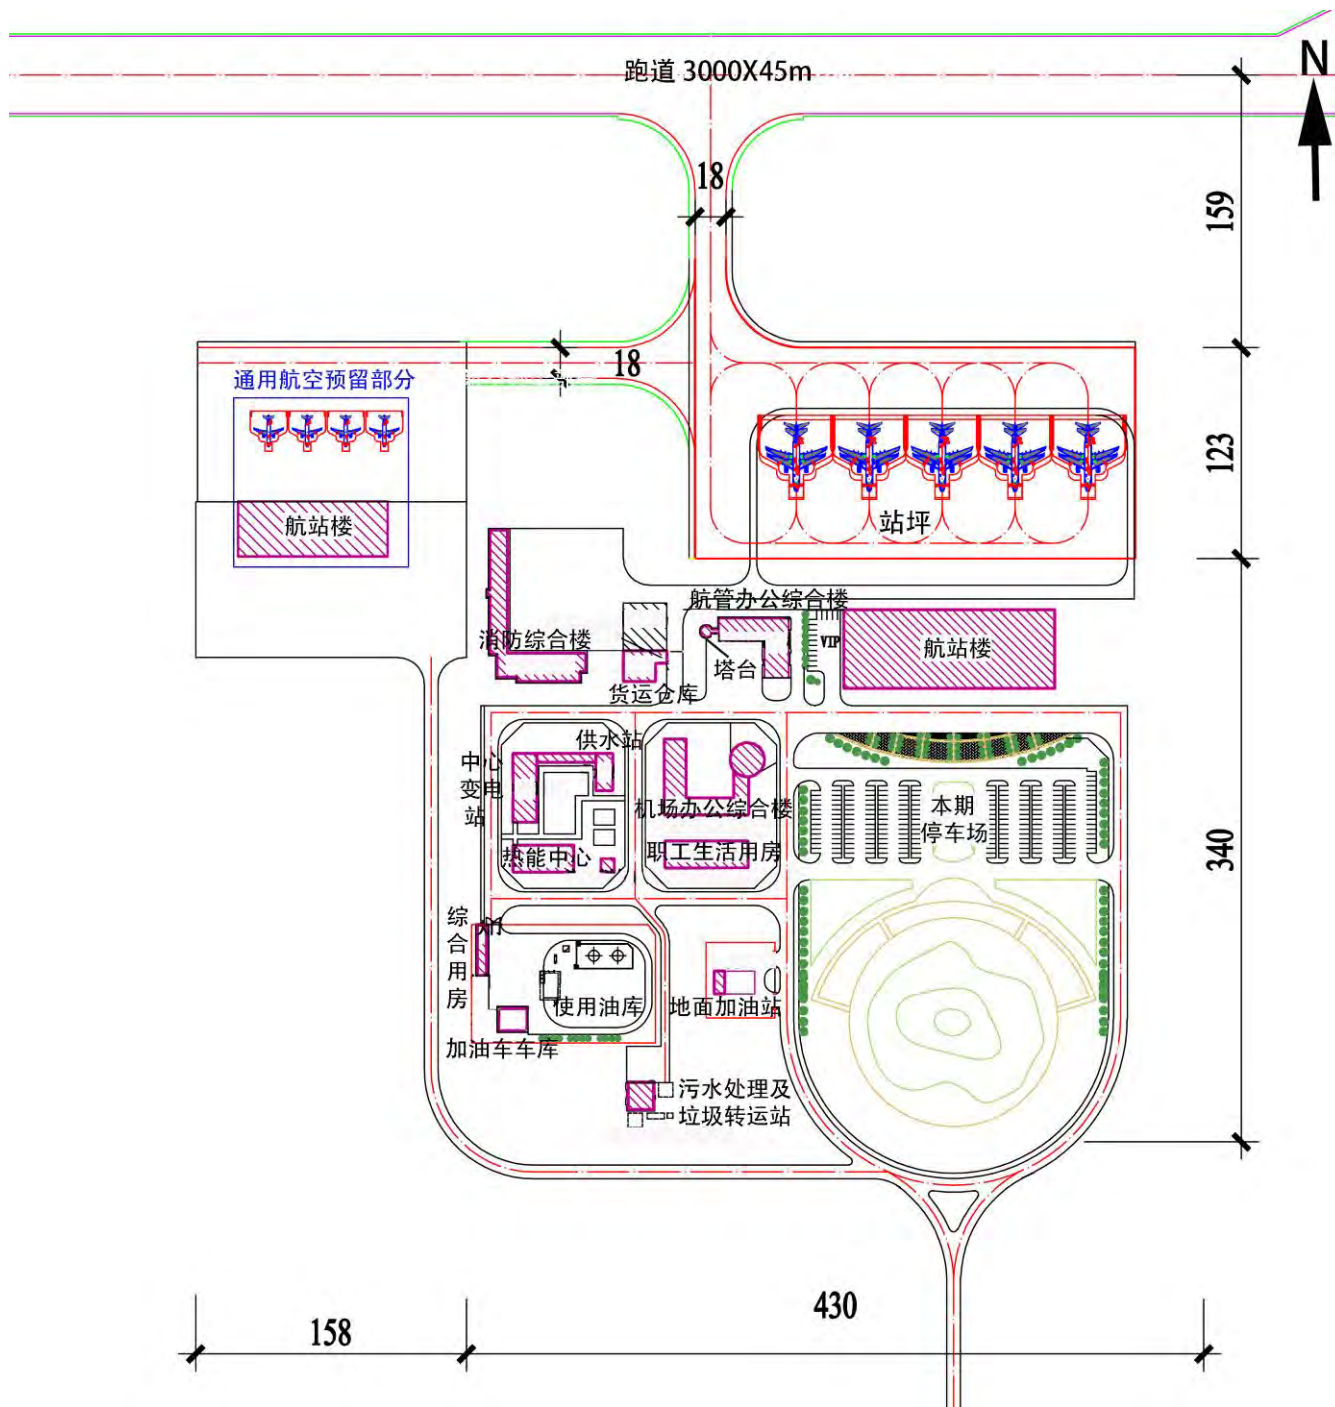 跑道 3000X45m
N
18
159
18
通用航空预留部分
123
航站楼
站坪
航管办公综合楼
消防综合楼
VIP
航站楼
塔台
货运仓库
供水站
中心
变电
站
机场办公综合楼
本期
停车场
340
热能中心
职工生活用房
综
合
用
房
大门
使用油库
地面加油站
加油车车库
污水处理及
垃圾转运站
430
158